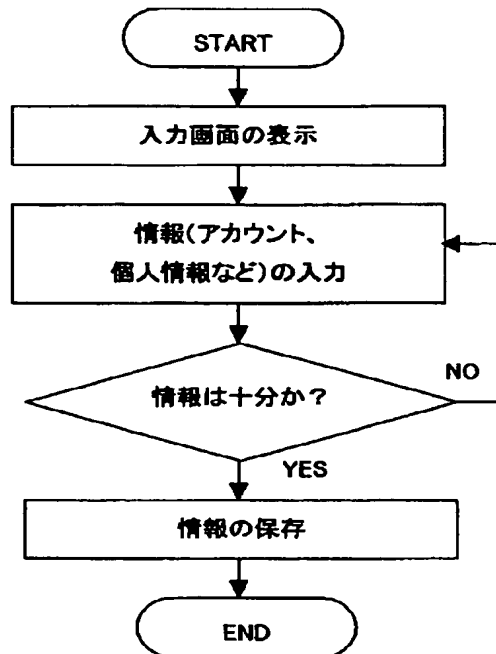 START
入力画面の表示
情報(アカウント、
個人情報など)の入力
情報は十分か?
NO
YES
情報の保存
END